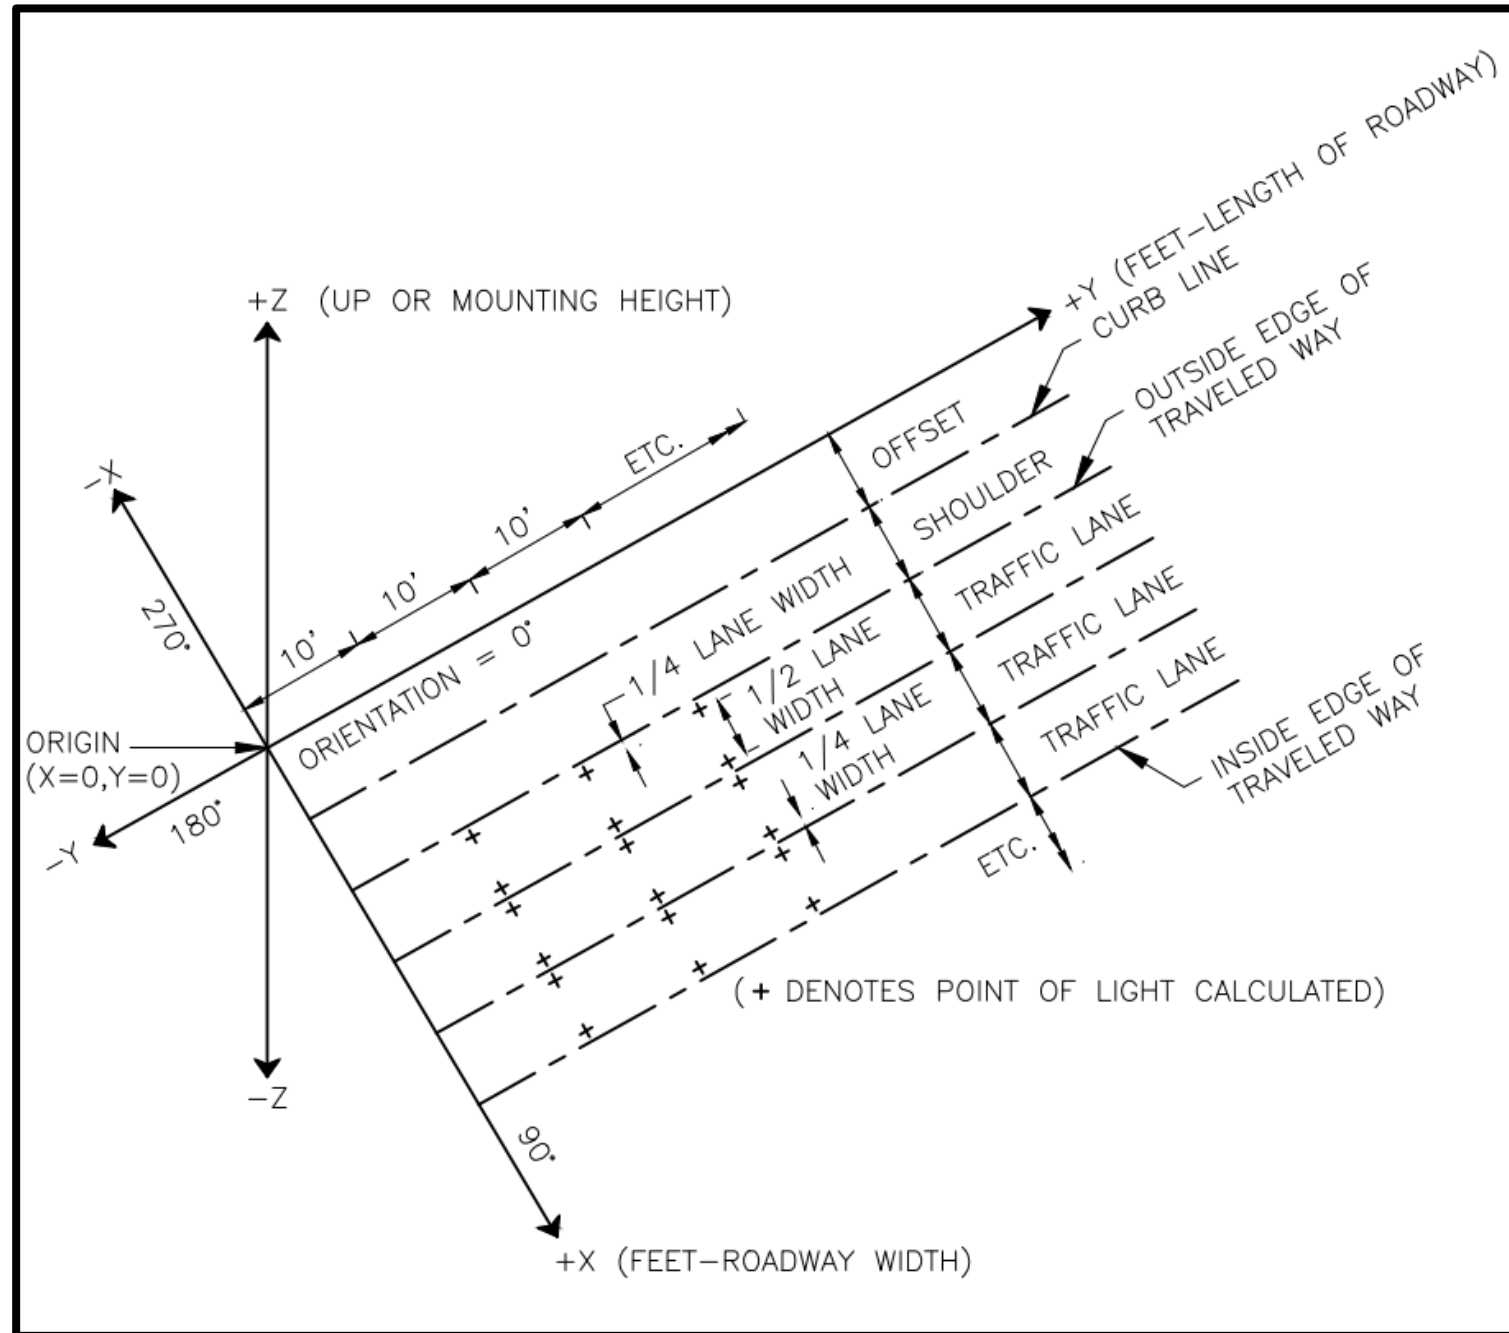 +Y (FEET-LENGTH OF ROADWAY)
CURB LINE
OUTSIDE EDGE OF
TRAVELED WAY
+Z (UP OR MOUNTING HEIGHT)
OFFSET
SHOULDER
TRAFFIC LANE
TRAFFIC LANE
TRAFFIC LANE
ETC.
INSIDE EDGE OF
TRAVELED WAY
ETC.
10'
10'
10'
-X
270°
ORIENTATION = 0°
1/4 LANE WIDTH
1/2 LANE
WIDTH
1/4 LANE
WIDTH
ORIGIN
(X=0,Y=0)
180°
-Y
(+ DENOTES POINT OF LIGHT CALCULATED)
-Z
90°
+X (FEET-ROADWAY WIDTH)